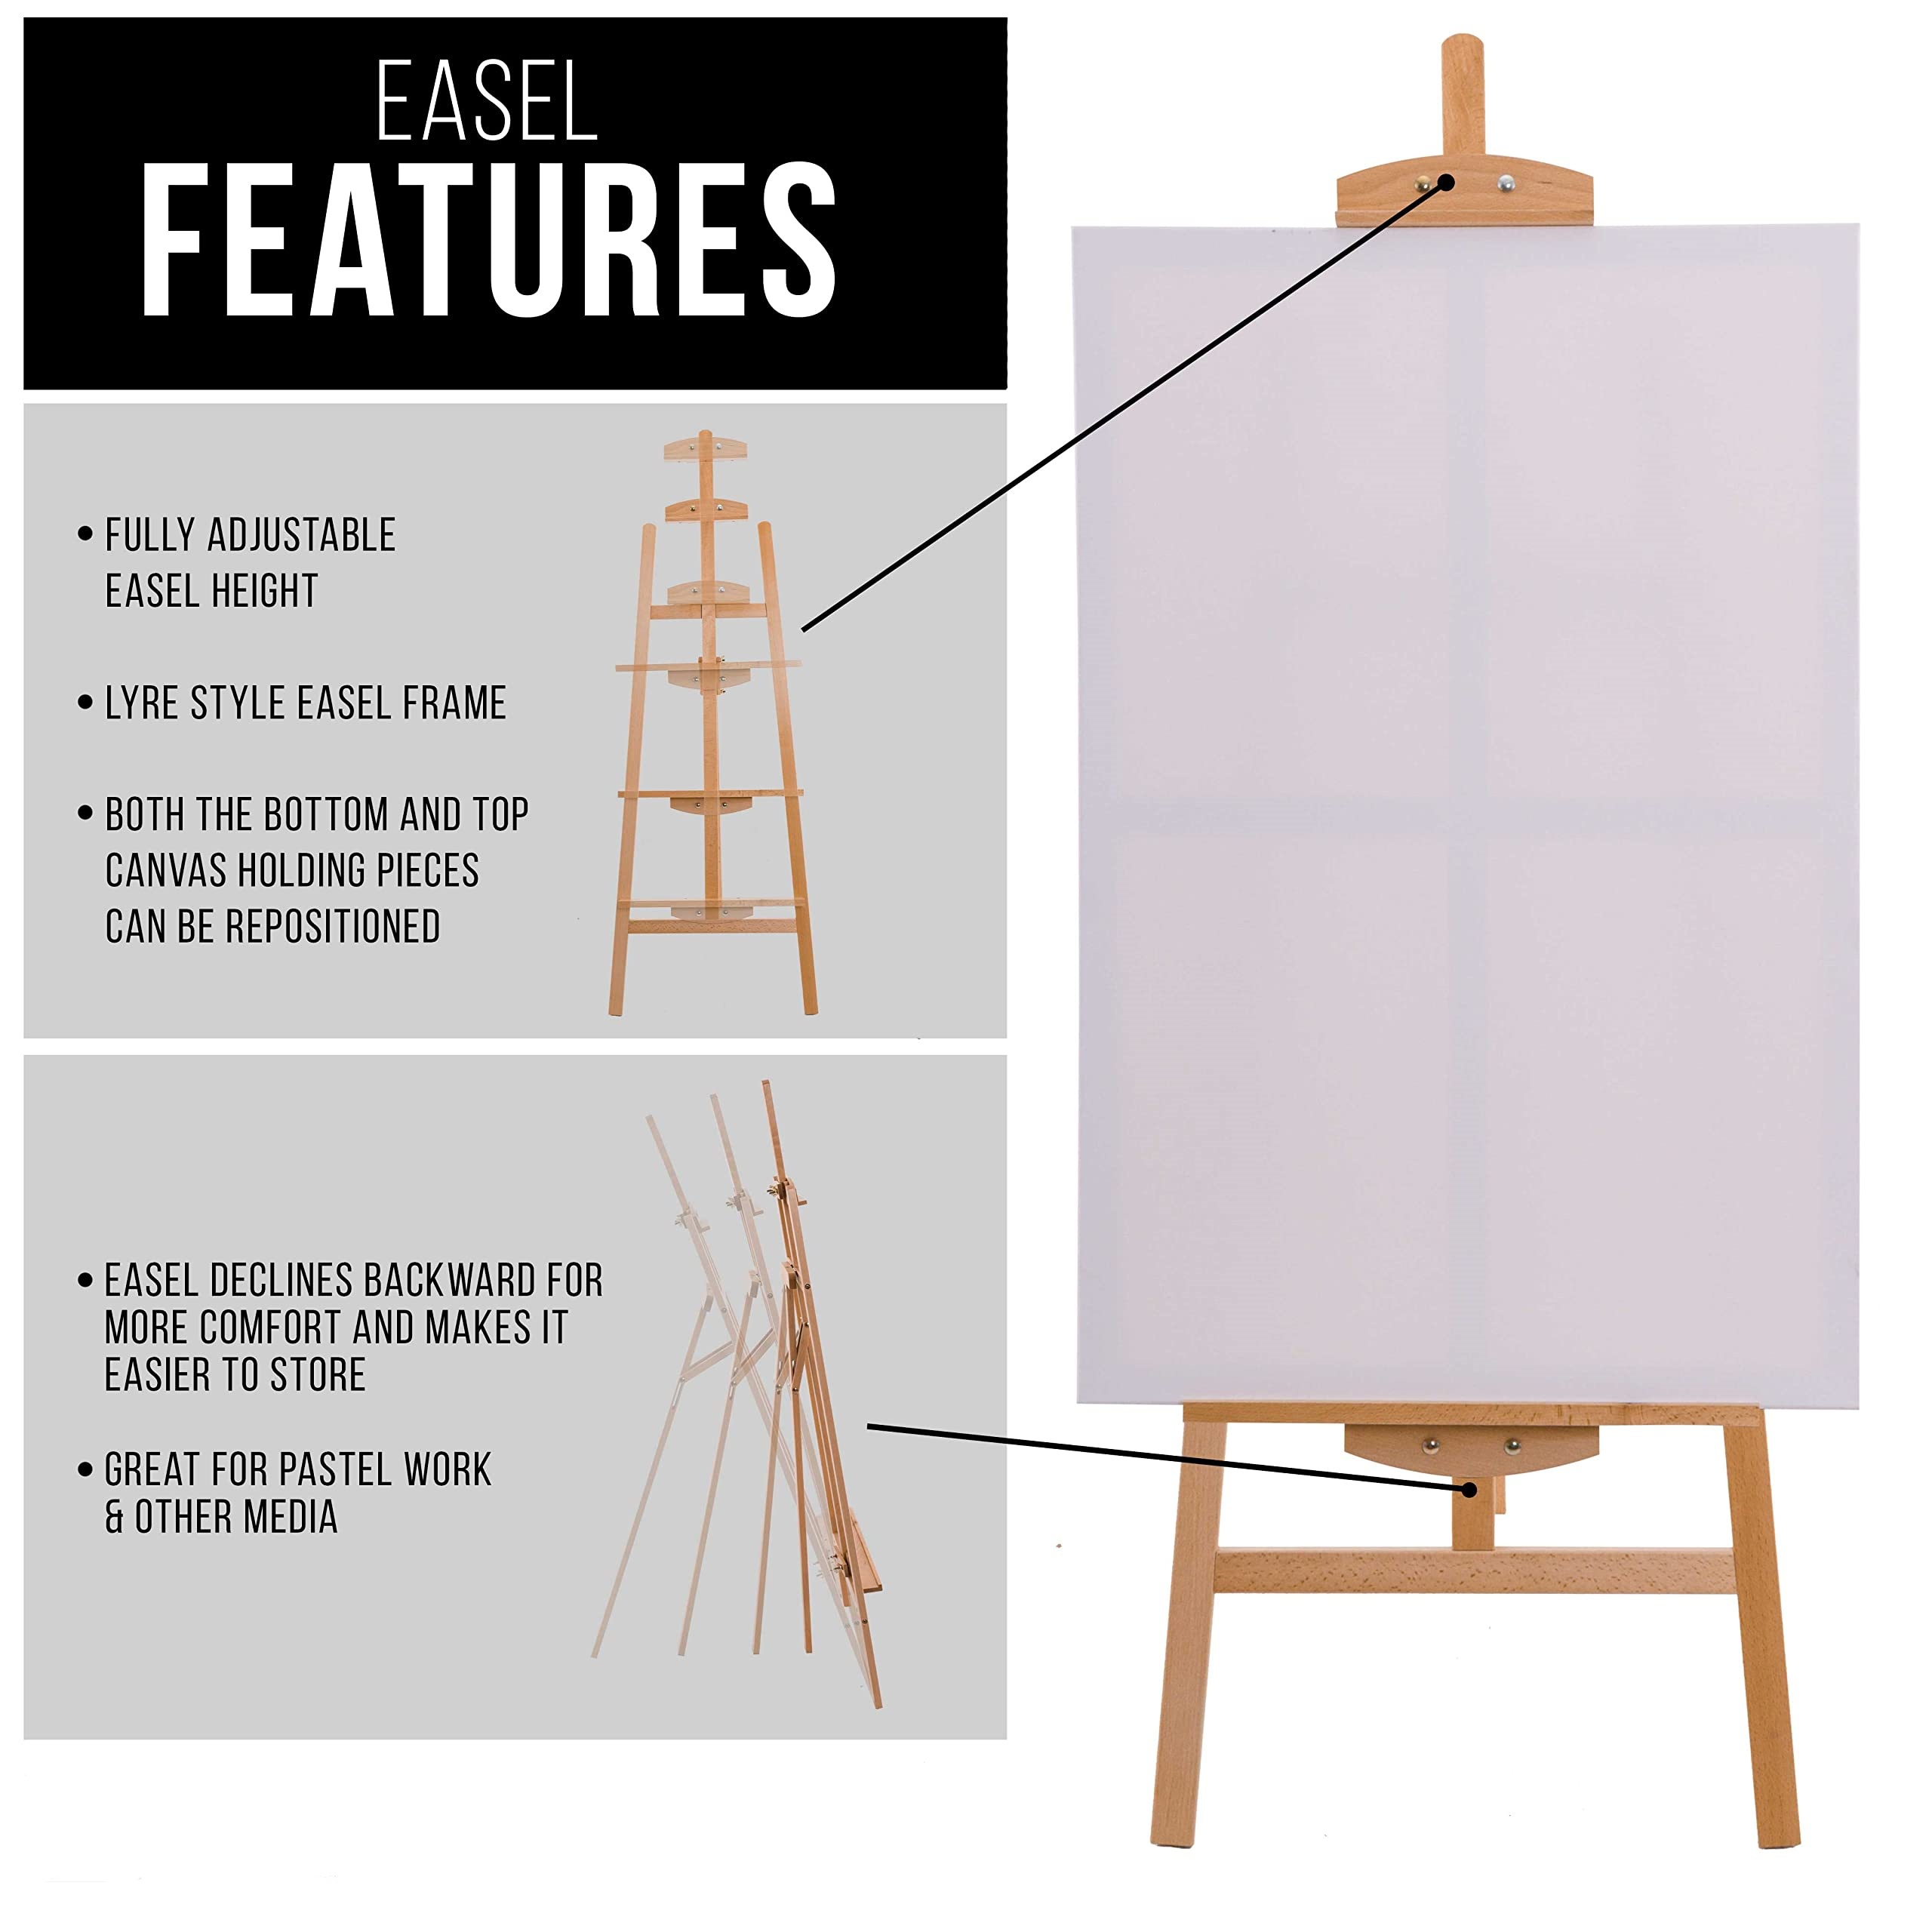 EASEL
FEATURES
• FULLY ADJUSTABLE
EASEL HEIGHT
• LYRE STYLE EASEL FRAME
• BOTH THE BOTTOM AND TOP
CANVAS HOLDING PIECES
CAN BE REPOSITIONED
• EASEL DECLINES BACKWARD FOR
MORE COMFORT AND MAKES IT
EASIER TO STORE
• GREAT FOR PASTEL WORK
& OTHER MEDIA